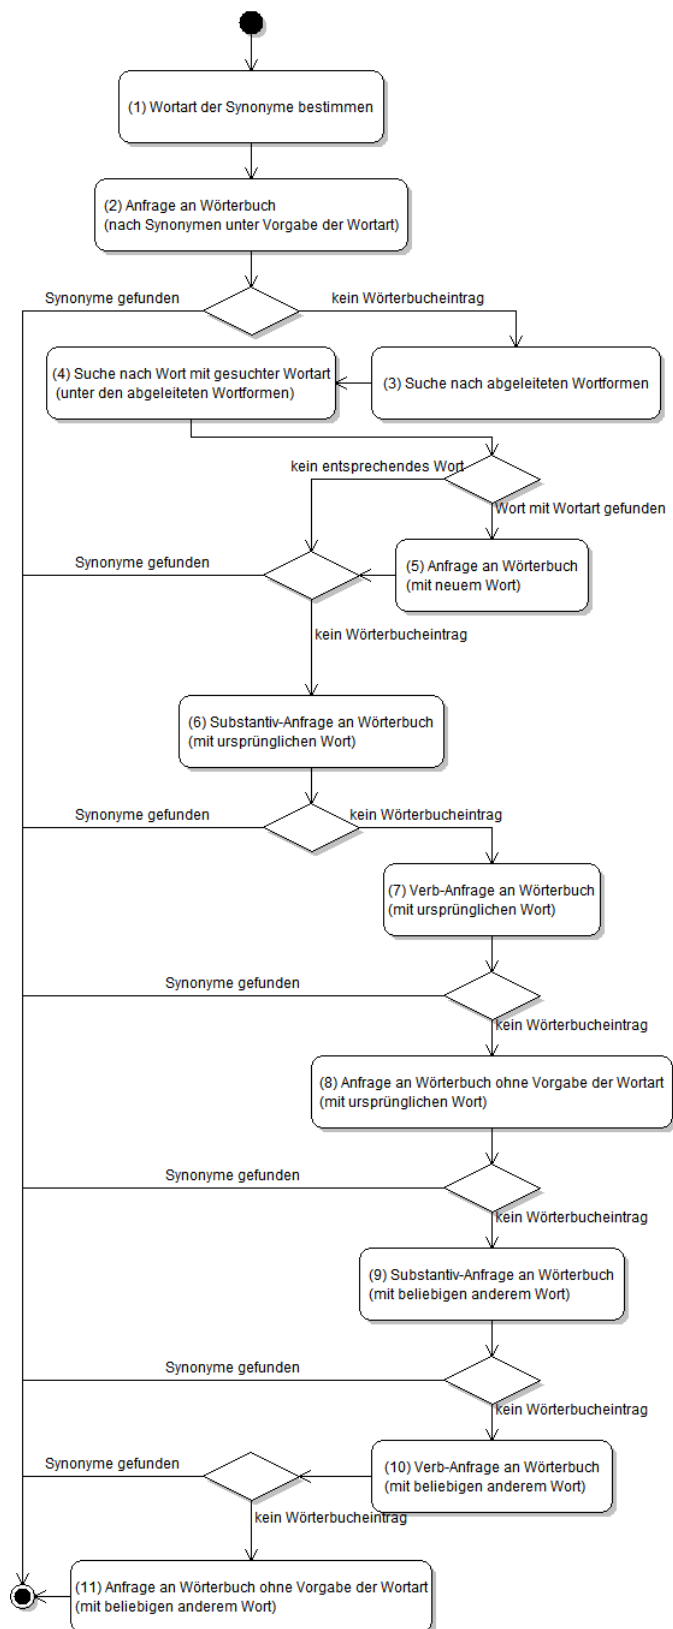 (1) Wortart der Synonyme bestimmen
(2) Anfrage an Wörterbuch
(nach Synonymen unter Vorgabe der Wortart)
Synonyme gefunden
kein Wörterbucheintrag
(4) Suche nach Wort mit gesuchter Wortart
(unter den abgeleiteten Wortformen)
(3) Suche nach abgeleiteten Wortformen
kein entsprechendes Wort
Wort mit Wortart gefunden
Synonyme gefunden
(5) Anfrage an Wörterbuch
(mit neuem Wort)
kein Wörterbucheintrag
(6) Substantiv-Anfrage an Wörterbuch
(mit ursprünglichen Wort)
Synonyme gefunden
kein Wörterbucheintrag
(7) Verb-Anfrage an Wörterbuch
(mit ursprünglichen Wort)
Synonyme gefunden
kein Wörterbucheintrag
(8) Anfrage an Wörterbuch ohne Vorgabe der Wortart
(mit ursprünglichen Wort)
Synonyme gefunden
kein Wörterbucheintrag
(9) Substantiv-Anfrage an Wörterbuch
(mit beliebigen anderem Wort)
Synonyme gefunden
kein Wörterbucheintrag
Synonyme gefunden
(10) Verb-Anfrage an Wörterbuch
(mit beliebigen anderem Wort)
kein Wörterbucheintrag
(11) Anfrage an Wörterbuch ohne Vorgabe der Wortart
(mit beliebigen anderem Wort)